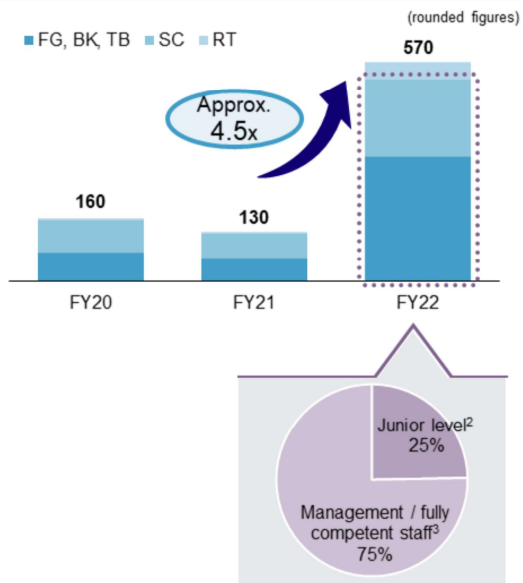 (rounded figures)
FG, BK, TB SC RT
570
Approx.
4.5x
160
130
FY20 FY21 FY22
Junior level²
25%
Management / fully
competent staff³
75%